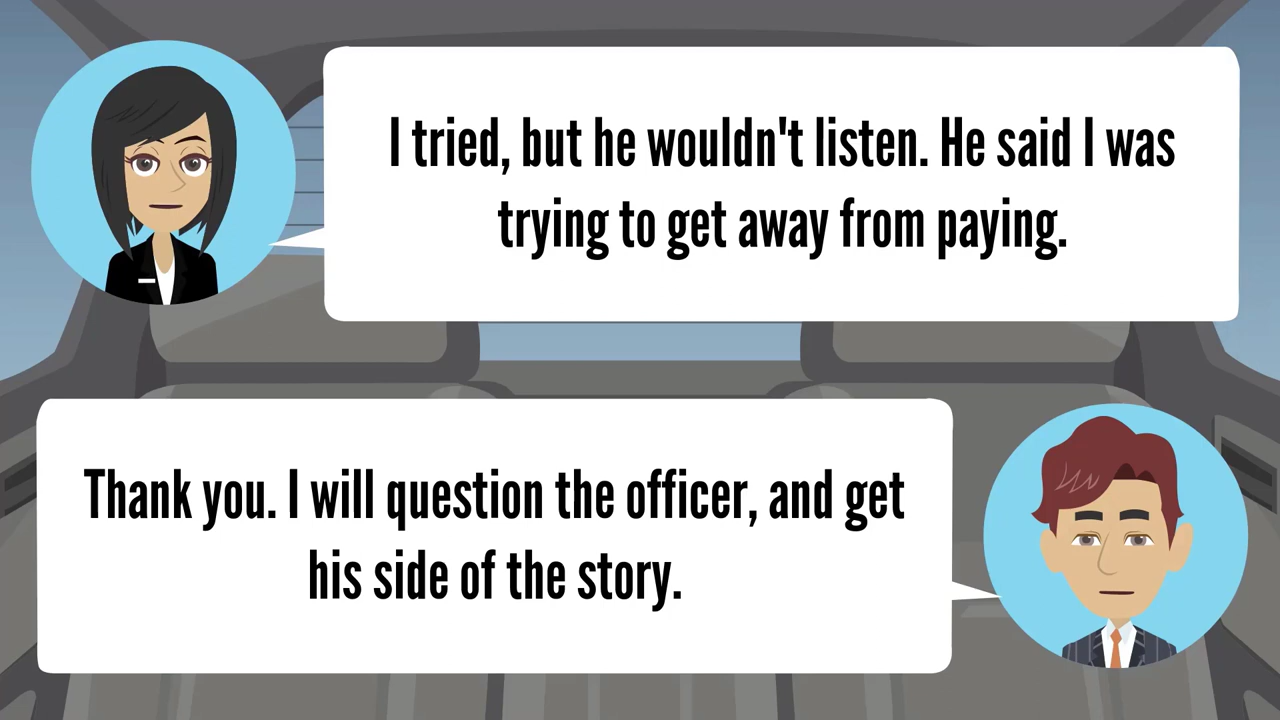 I tried, but he wouldn't listen. He said I was
trying to get away from paying.
Thank you. I will question the officer, and get
his side of the story.